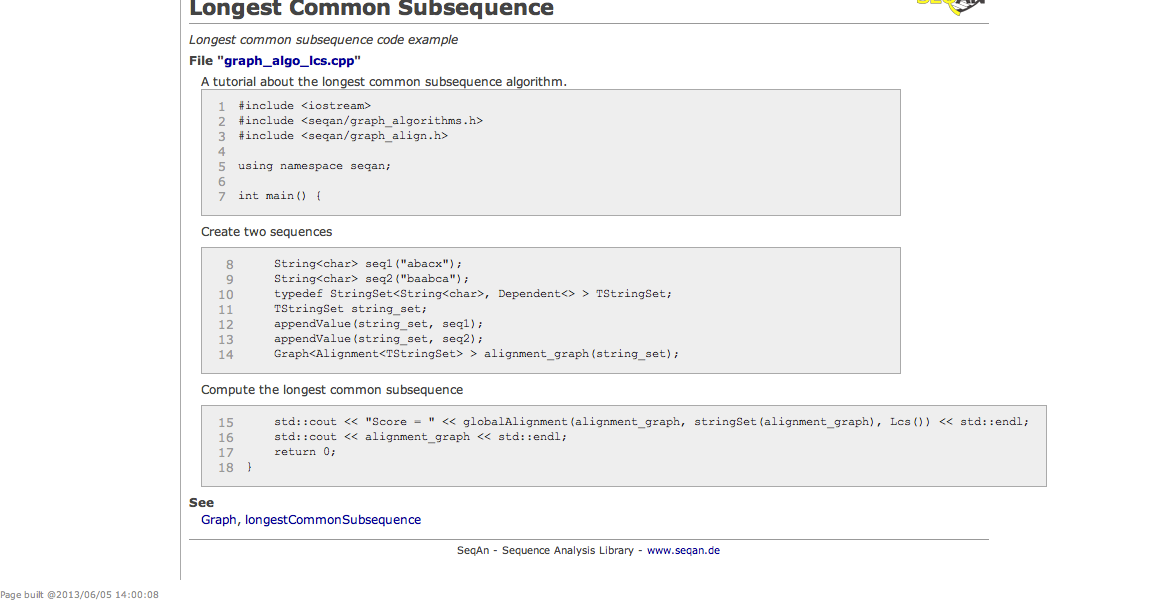 Longest Common Subsequence
SEQAN
Longest common subsequence code example
File "graph_algo_lcs.cpp"
A tutorial about the longest common subsequence algorithm.
1 #include <iostream>
2 #include <seqan/graph_algorithms.h>
3 #include <seqan/graph_align.h>
4
5 using namespace seqan;
6
7 int main() {
Create two sequences
8 String<char> seq1("abacx");
9 String<char> seq2("baabca");
10 typedef StringSet<String<char>, Dependent<> > TStringSet;
11 TStringSet string_set;
12 appendValue(string_set, seq1);
13 appendValue(string_set, seq2);
14 Graph<Alignment<TStringSet> > alignment_graph(string_set);
Compute the longest common subsequence
15 std::cout << "Score = " << globalAlignment(alignment_graph, stringSet(alignment_graph), Lcs()) << std::endl;
16 std::cout << alignment_graph << std::endl;
17 return 0;
18 }
See
Graph, longestCommonSubsequence
SeqAn - Sequence Analysis Library - www.seqan.de
Page built @2013/06/05 14:00:08